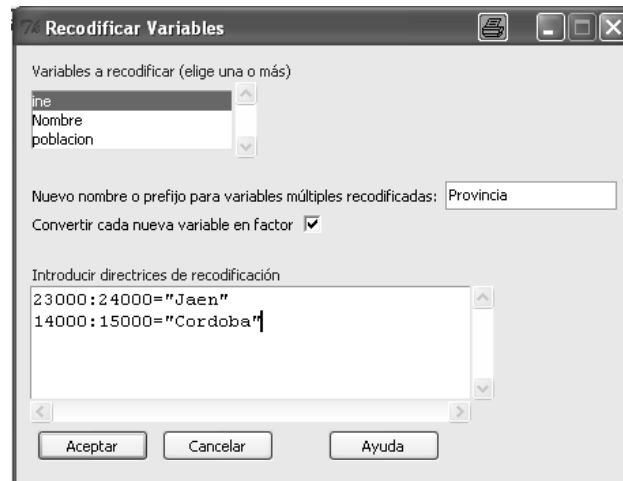 Recodificar Variables
Variables a recodificar (elige una o más)
ine
Nombre
poblacion
Nuevo nombre o prefijo para variables múltiples recodificadas: Provincia
Convertir cada nueva variable en factor
Introducir directrices de recodificación
23000:24000="Jaen"
14000:15000="Cordoba"
Aceptar Cancelar Ayuda